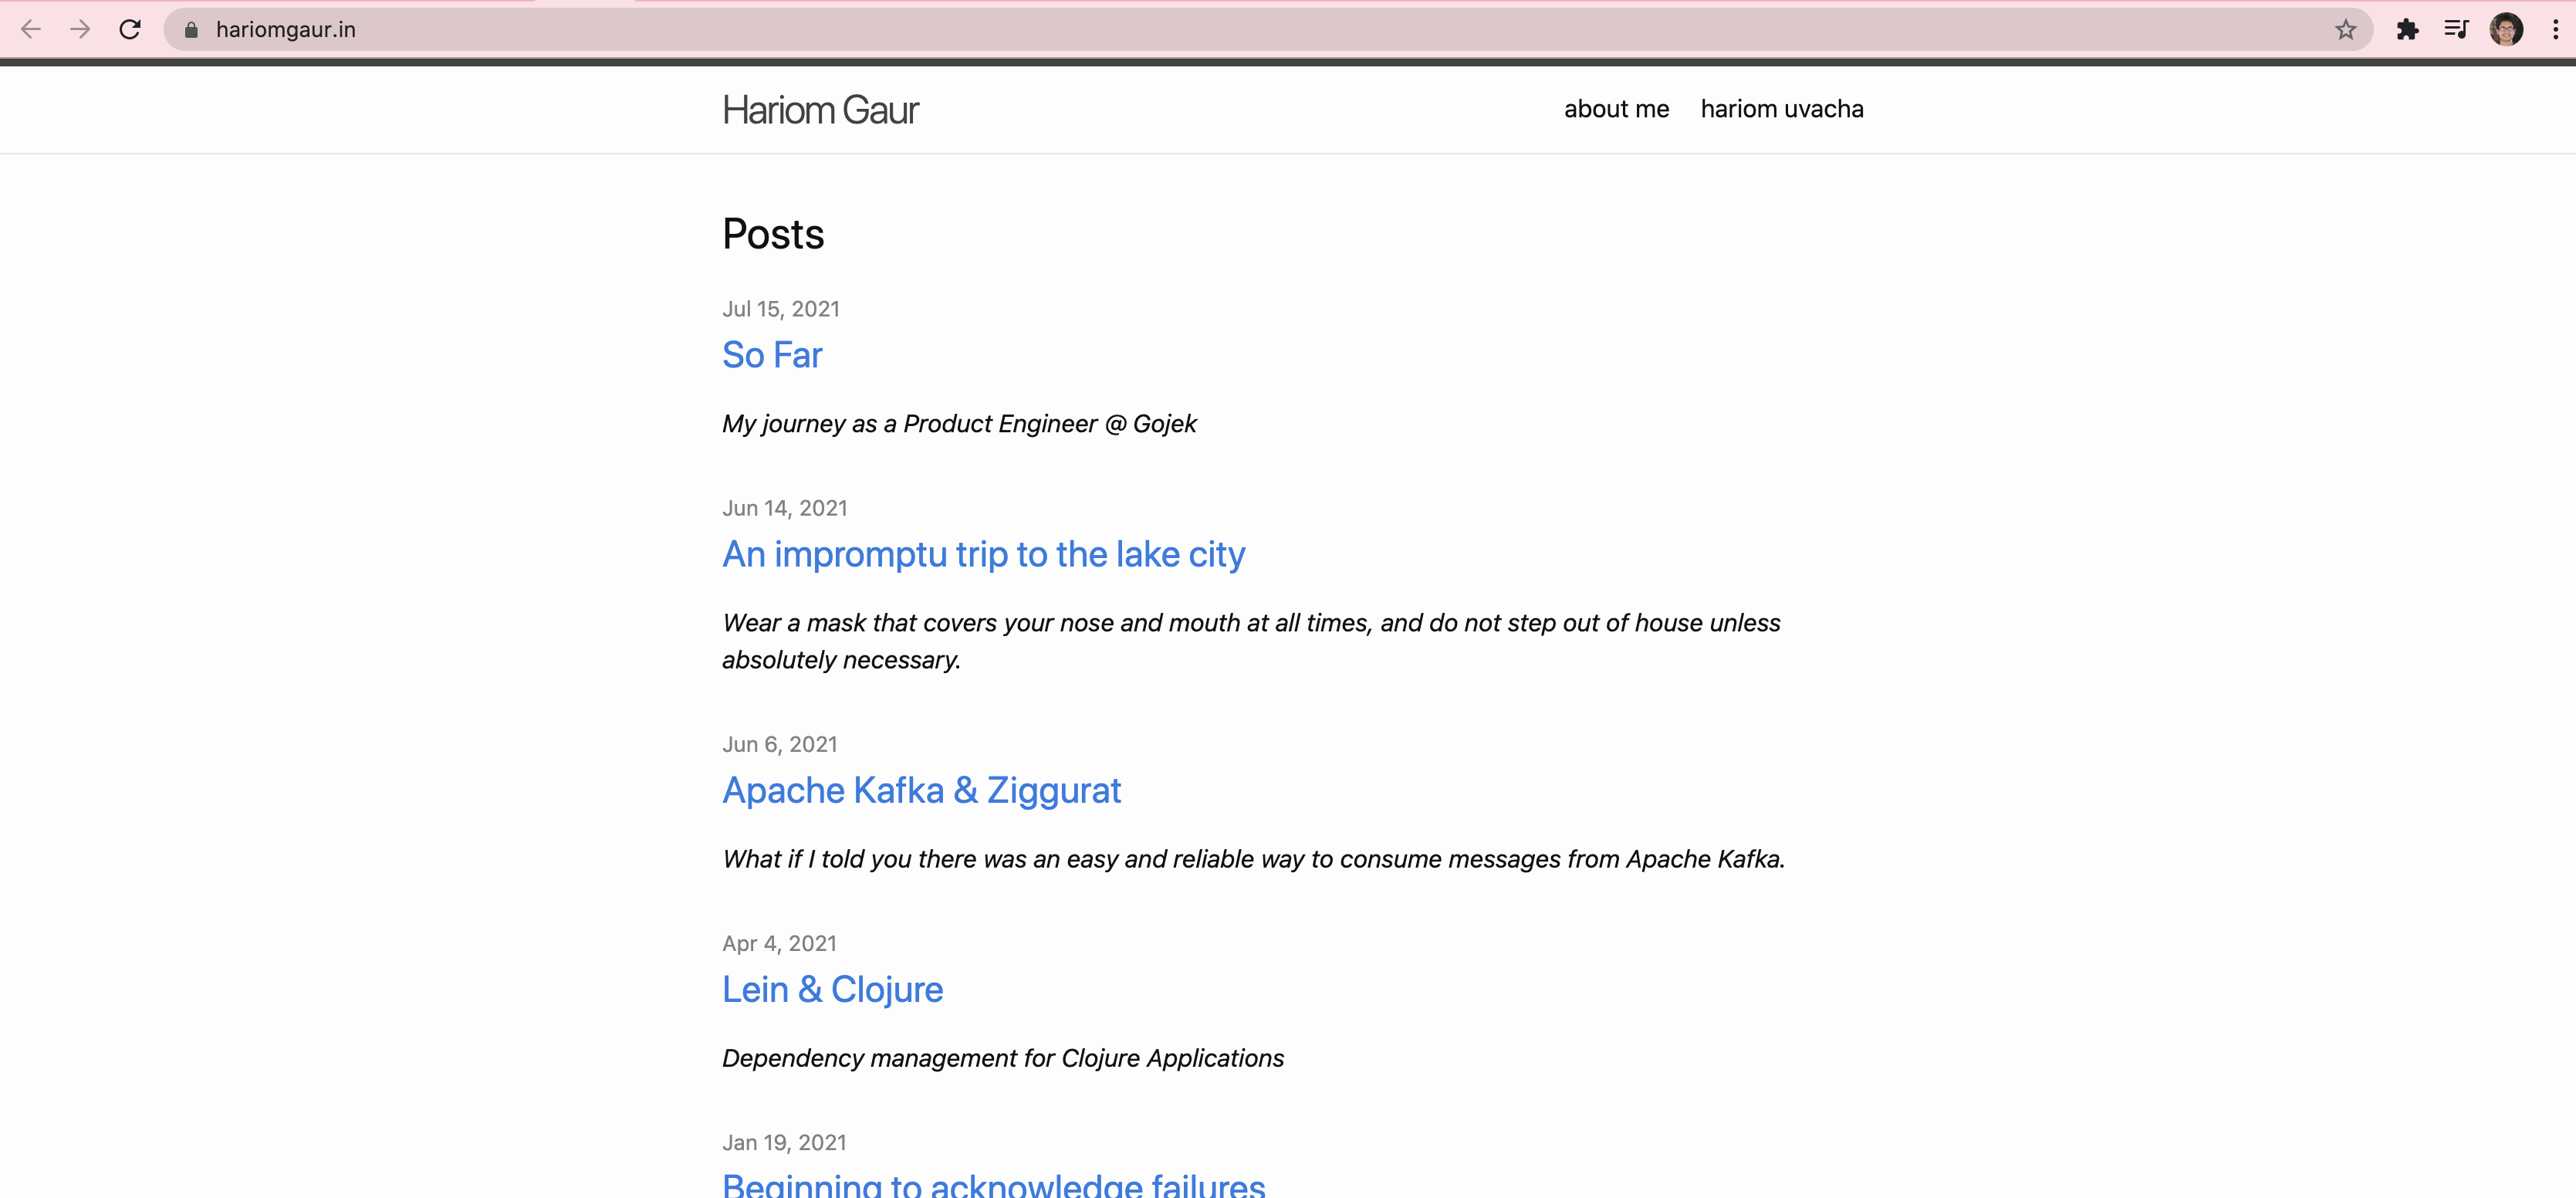 hariomgaur.in
Hariom Gaur
about me hariom uvacha
Posts
Jul 15, 2021
So Far
My journey as a Product Engineer @ Gojek
Jun 14, 2021
An impromptu trip to the lake city
Wear a mask that covers your nose and mouth at all times, and do not step out of house unless
absolutely necessary.
Jun 6, 2021
Apache Kafka & Ziggurat
What if I told you there was an easy and reliable way to consume messages from Apache Kafka.
Apr 4, 2021
Lein & Clojure
Dependency management for Clojure Applications
Jan 19, 2021
Beginning to acknowledge failures